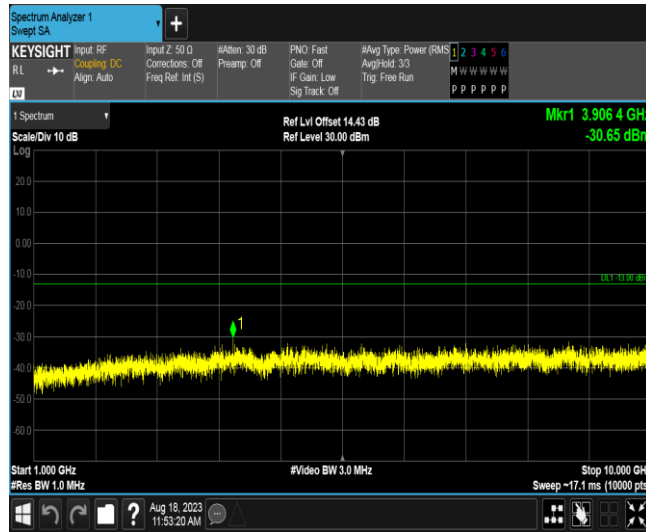 Spectrum Analyzer 1
Swept SA
KEYSIGHT
RL
LXI
Input: RF
Coupling: DC
Align: Auto
Input Z: 50 Ω
Corrections: Off
Freq Ref: Int (S)
#Atten: 30 dB
Preamp: Off
PNO: Fast
Gate: Off
IF Gain: Low
Sig Track: Off
#Avg Type: Power (RMS
Avg|Hold: 3/3
Trig: Free Run
1 2 3 4 5 6
M W W W W W
P P P P P P
1 Spectrum
Scale/Div 10 dB
Log
Ref Lvl Offset 14.43 dB
Ref Level 30.00 dBm
Mkr1 3.906 4 GHz
-30.65 dBm
20.0
10.0
0.00
-10.0
DL1 -13.00 dBm
-20.0
-30.0
1
-40.0
-50.0
-60.0
Start 1.000 GHz
#Res BW 1.0 MHz
#Video BW 3.0 MHz
Stop 10.000 GHz
Sweep ~17.1 ms (10000 pts
?
Aug 18, 2023
11:53:20 AM